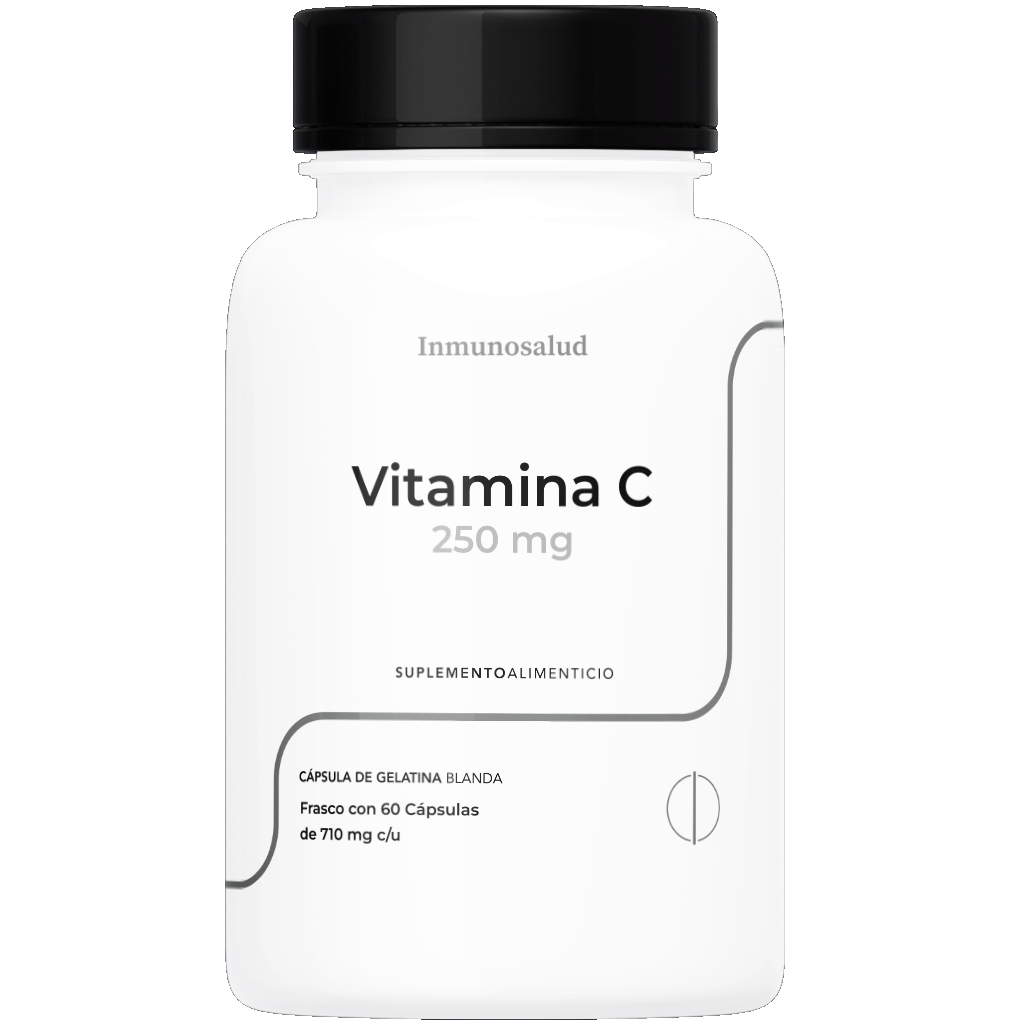 Inmunosalud
Vitamina C
250 mg
SUPLEMENTOALIMENTICIO
CÁPSULA DE GELATINA BLANDA
Frasco con 60 Cápsulas
de 710 mg c/u